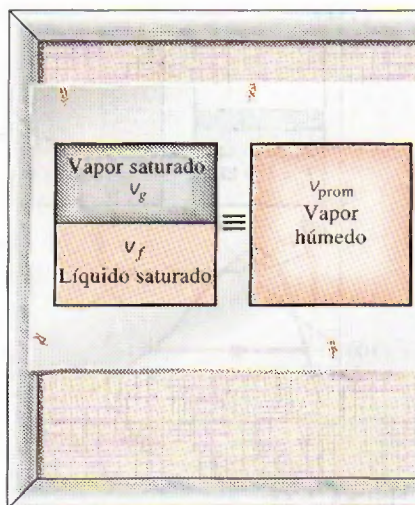 Vapor saturado
v_g
v_f
Líquido saturado
≡
v_prom
Vapor
húmedo